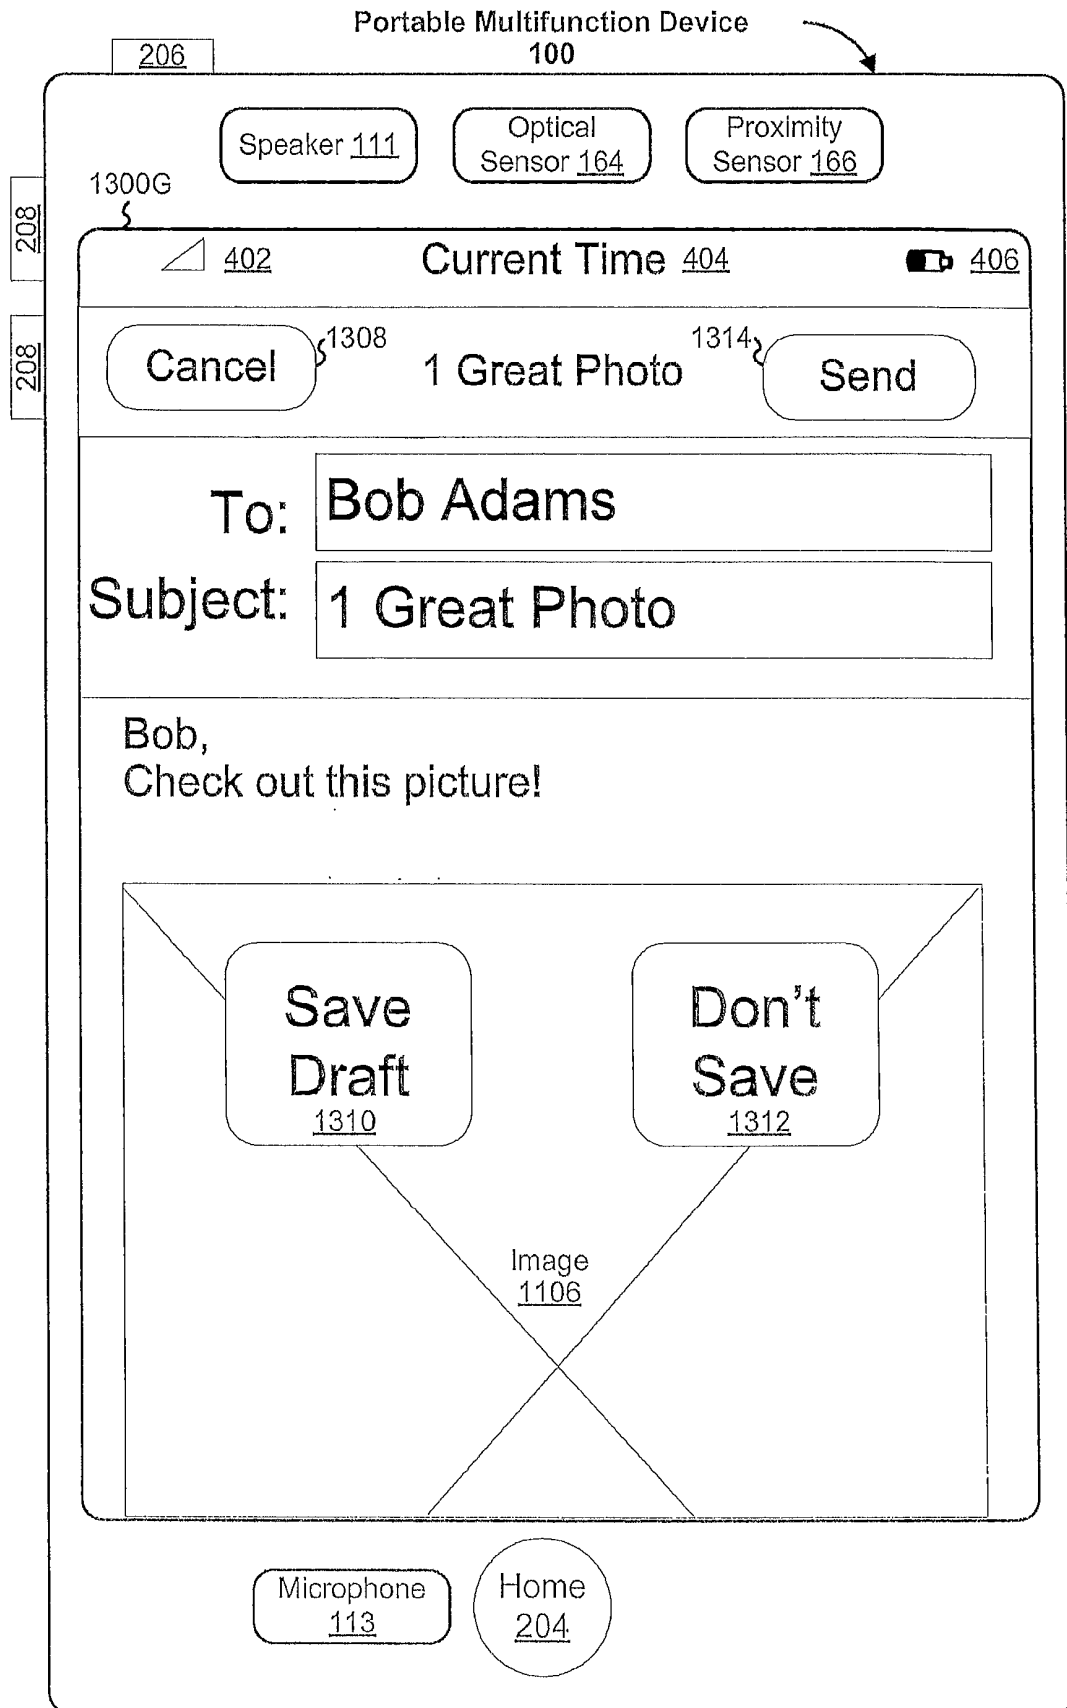 Portable Multifunction Device
100
206
Speaker 111
Optical
Sensor 164
Proximity
Sensor 166
1300G
208
208
402
Current Time 404
406
Cancel
1308
1 Great Photo
1314
Send
To:
Bob Adams
Subject:
1 Great Photo
Bob,
Check out this picture!
Save
Draft
1310
Don't
Save
1312
Image
1106
Microphone
113
Home
204